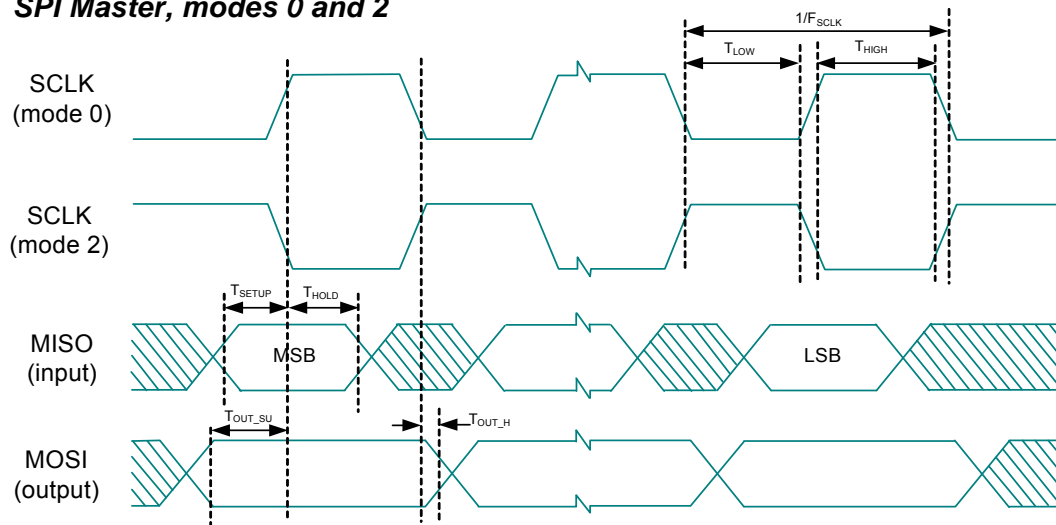 SPI Master, modes 0 and 2
1/FSCLK
TLOW
THIGH
SCLK
(mode 0)
SCLK
(mode 2)
TSETUP
THOLD
MISO
(input)
MSB
LSB
TOUT_SU
TOUT_H
MOSI
(output)